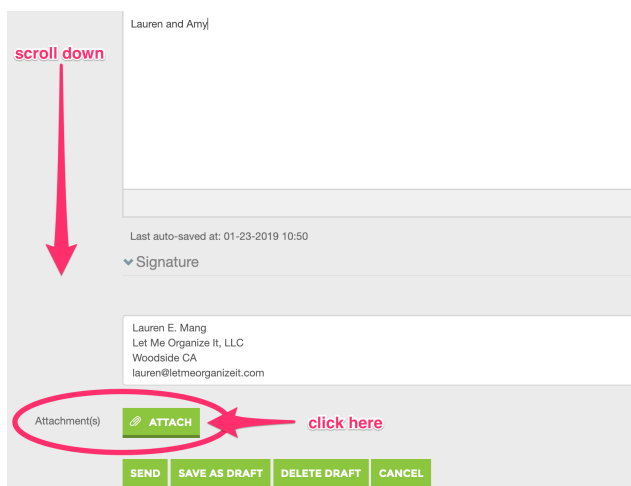 Lauren and Amy
scroll down
Last auto-saved at: 01-23-2019 10:50
Signature
Lauren E. Mang
Let Me Organize It, LLC
Woodside CA
lauren@letmeorganizeit.com
Attachment(s) ATTACH click here
SEND SAVE AS DRAFT DELETE DRAFT CANCEL